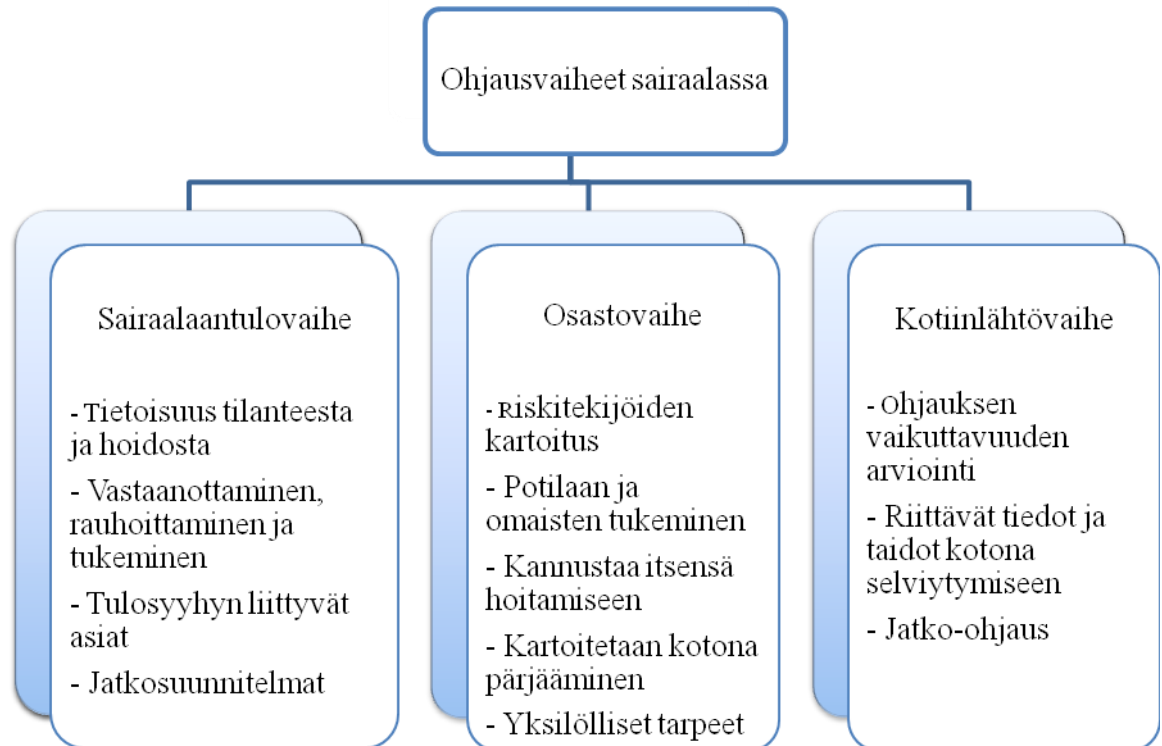 Ohjausvaiheet sairaalassa
Sairaalaantulovaihe
- Tietoisuus tilanteesta
ja hoidosta
- Vastaanottaminen,
rauhoittaminen ja
tukeminen
- Tulosyyhyn liittyvät
asiat
- Jatkosuunnitelmat
Osastovaihe
- Riskitekijöiden
kartoitus
- Potilaan ja
omaisten tukeminen
- Kannustaa itsensä
hoitamiseen
- Kartoitetaan kotona
pärjääminen
- Yksilölliset tarpeet
Kotiinlähtövaihe
- Ohjauksen
vaikuttavuuden
arviointi
- Riittävät tiedot ja
taidot kotona
selviytymiseen
- Jatko-ohjaus